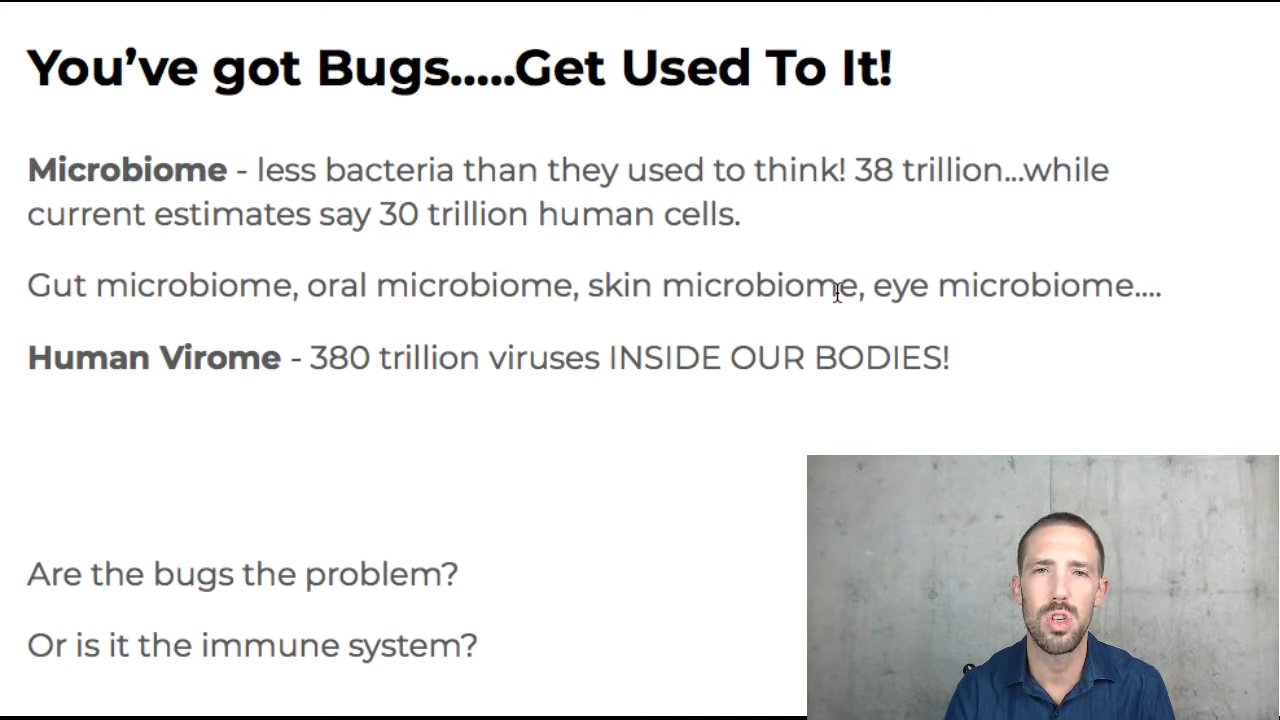 You’ve got Bugs.....Get Used To It!
Microbiome - less bacteria than they used to think! 38 trillion...while
current estimates say 30 trillion human cells.
Gut microbiome, oral microbiome, skin microbiome, eye microbiome....
Human Virome - 380 trillion viruses INSIDE OUR BODIES!
Are the bugs the problem?
Or is it the immune system?